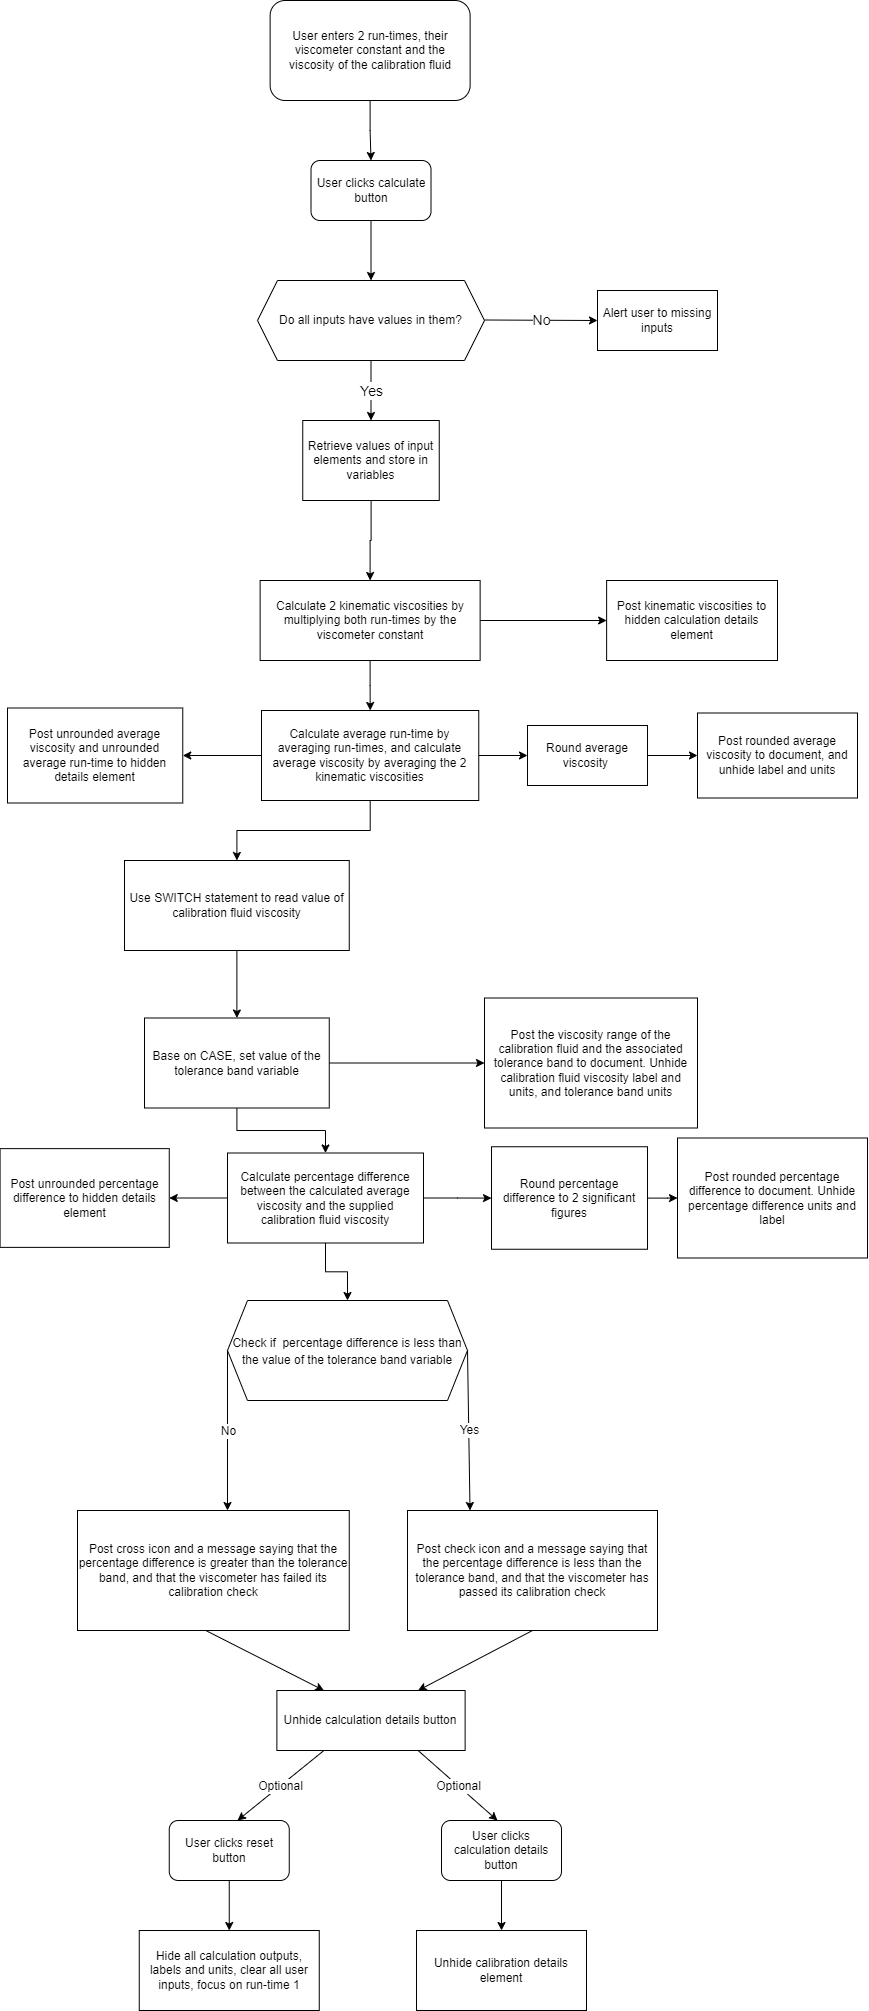 User enters 2 run-times, their
viscometer constant and the
viscosity of the calibration fluid
User clicks calculate
button
Do all inputs have values in them?
No
Alert user to missing
inputs
Yes
Retrieve values of input
elements and store in
variables
Calculate 2 kinematic viscosities by
multiplying both run-times by the
viscometer constant
Post kinematic viscosities to
hidden calculation details
element
Post unrounded average
viscosity and unrounded
average run-time to hidden
details element
Calculate average run-time by
averaging run-times, and calculate
average viscosity by averaging the 2
kinematic viscosities
Round average
viscosity
Post rounded average
viscosity to document, and
unhide label and units
Use SWITCH statement to read value of
calibration fluid viscosity
Base on CASE, set value of the
tolerance band variable
Post the viscosity range of the
calibration fluid and the associated
tolerance band to document. Unhide
calibration fluid viscosity label and
units, and tolerance band units
Post unrounded percentage
difference to hidden details
element
Calculate percentage difference
between the calculated average
viscosity and the supplied
calibration fluid viscosity
Round percentage
difference to 2 significant
figures
Post rounded percentage
difference to document. Unhide
percentage difference units and
label
Check if percentage difference is less than
the value of the tolerance band variable
No
Yes
Post cross icon and a message saying that the
percentage difference is greater than the tolerance
band, and that the viscometer has failed its
calibration check
Post check icon and a message saying that
the percentage difference is less than the
tolerance band, and that the viscometer has
passed its calibration check
Unhide calculation details button
Optional
Optional
User clicks reset
button
User clicks
calculation details
button
Hide all calculation outputs,
labels and units, clear all user
inputs, focus on run-time 1
Unhide calibration details
element